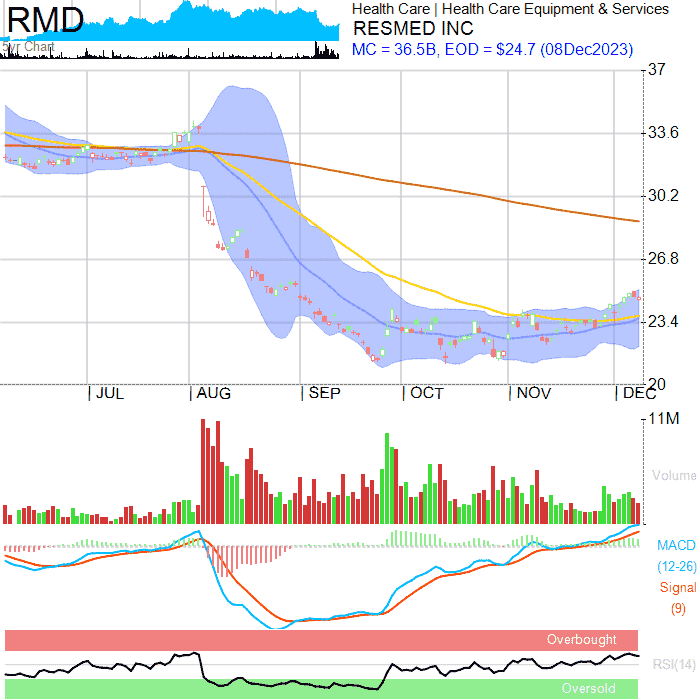 RMD
Health Care | Health Care Equipment & Services
RESMED INC
MC = 36.5B, EOD = $24.7 (08Dec2023)
5yr Chart
37
33.6
30.2
26.8
23.4
20
JUL
AUG
SEP
OCT
NOV
DEC
11M
Volume
MACD
(12-26)
Signal
(9)
Overbought
RSI(14)
Oversold